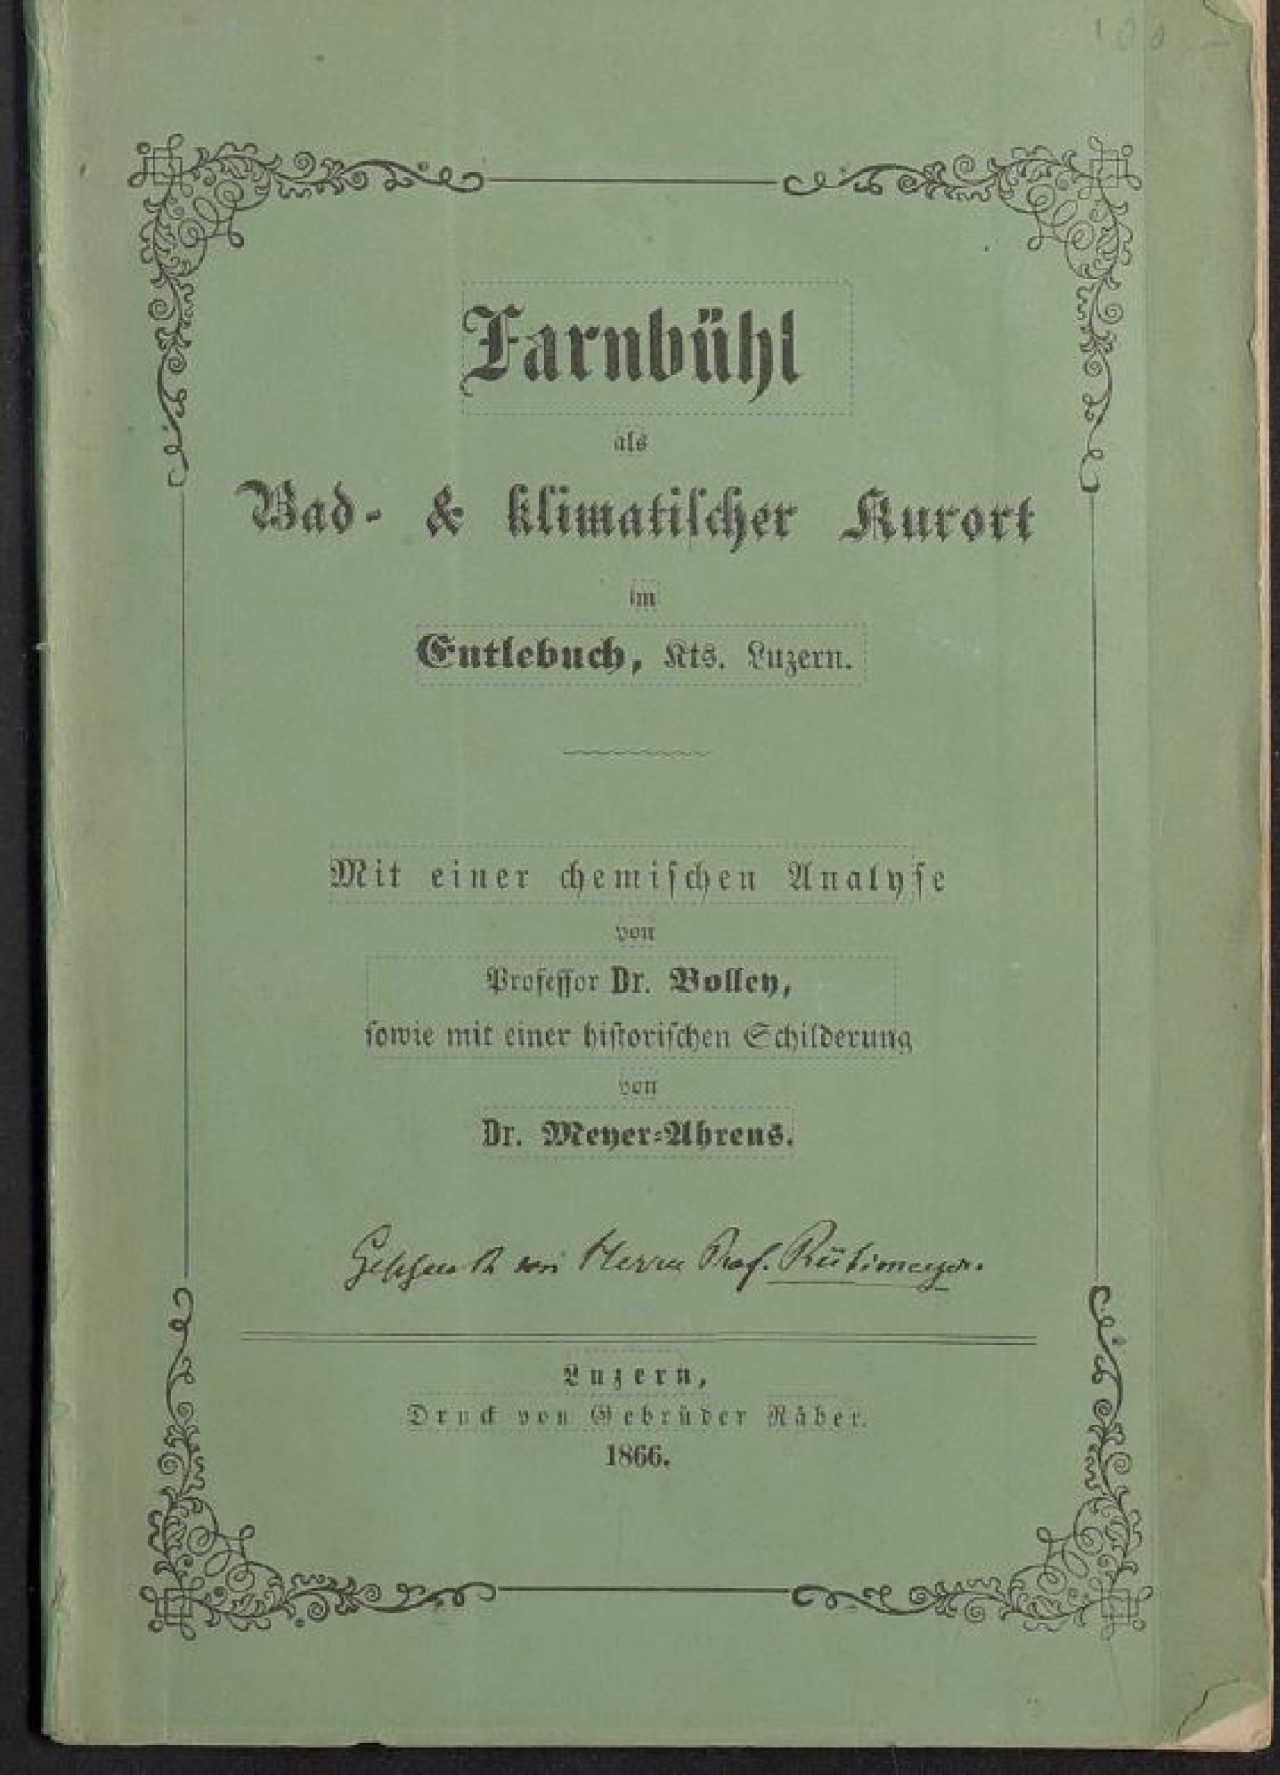 100.–
Farnbühl
als
Bad- & klimatischer Kurort
im
Entlebuch, Kts. Luzern.
Mit einer chemischen Analyse
von
Professor Dr. Bolley,
sowie mit einer historischen Schilderung
von
Dr. Meyer-Ahrens.
Geschenk von Herrn Prof. Rütimeyer.
Luzern,
Druck von Gebrüder Räber.
1866.